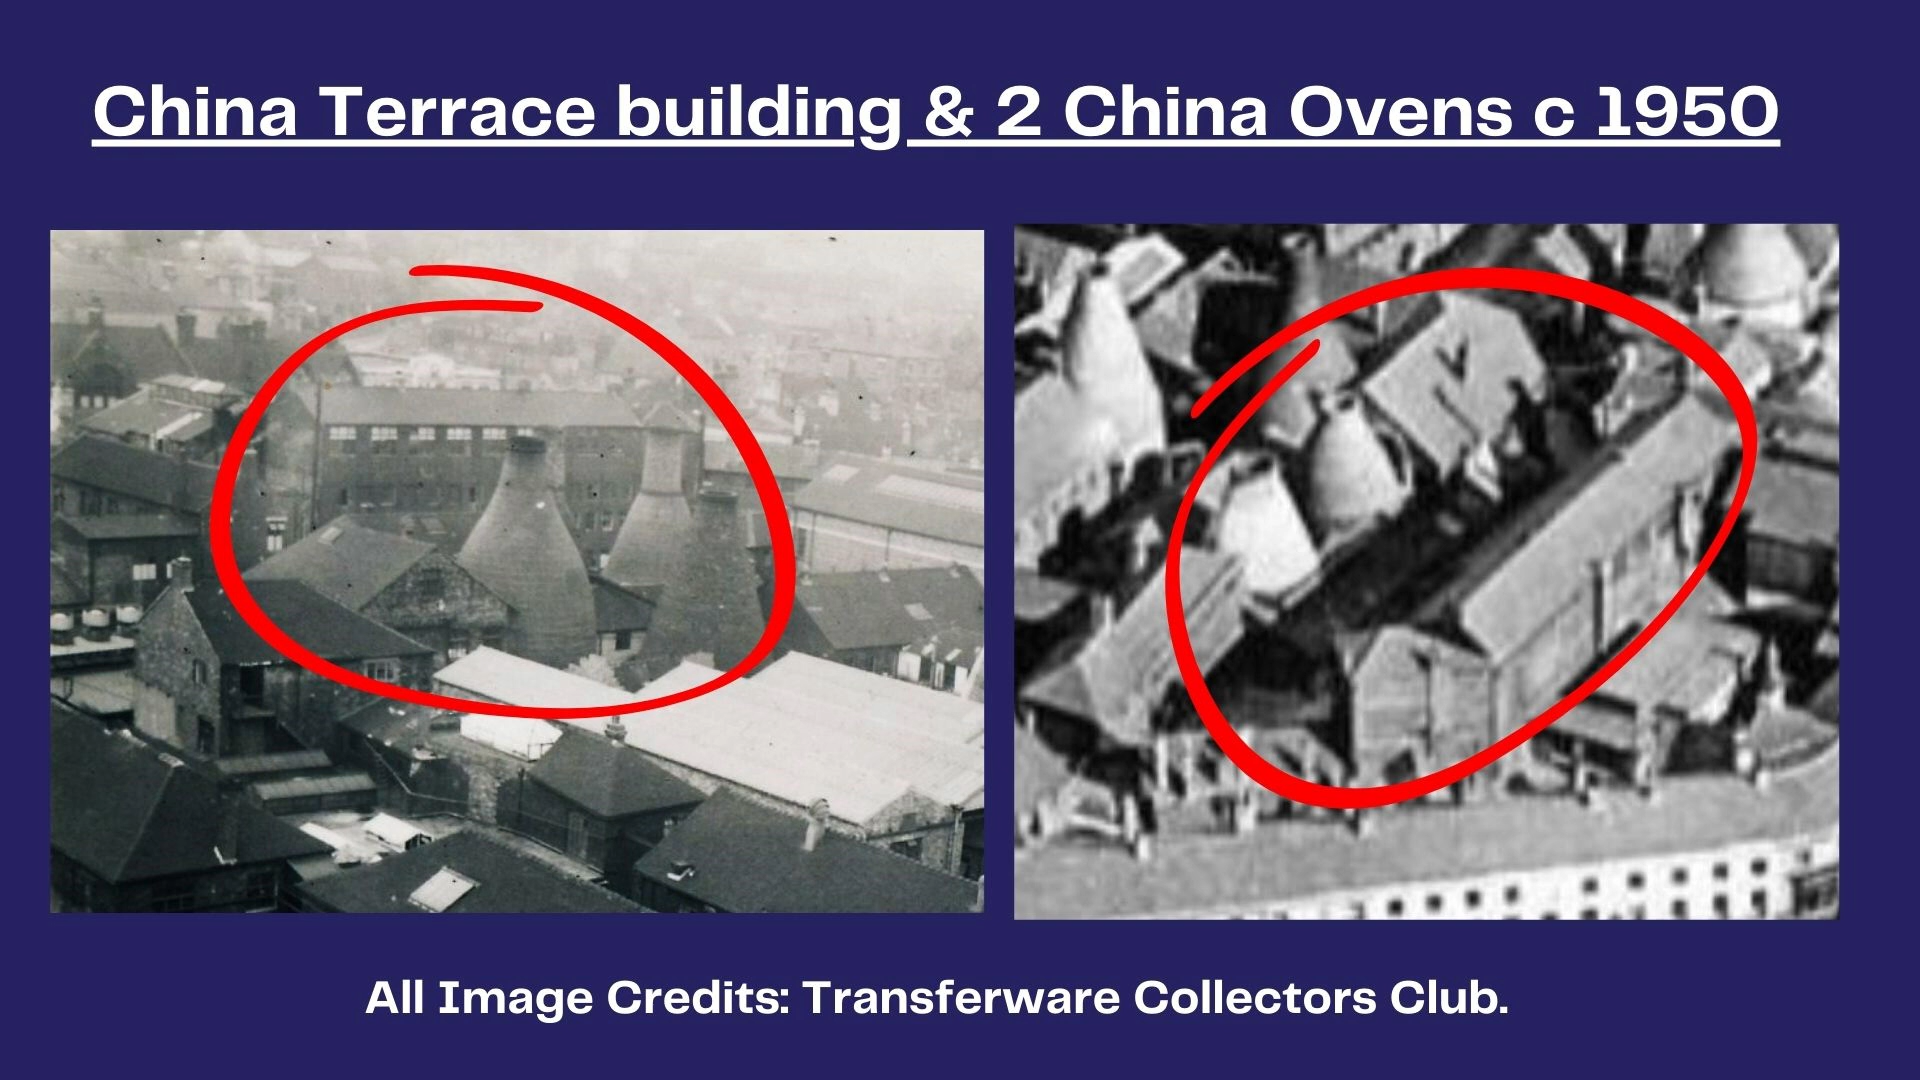 China Terrace building & 2 China Ovens c 1950
All Image Credits: Transferware Collectors Club.